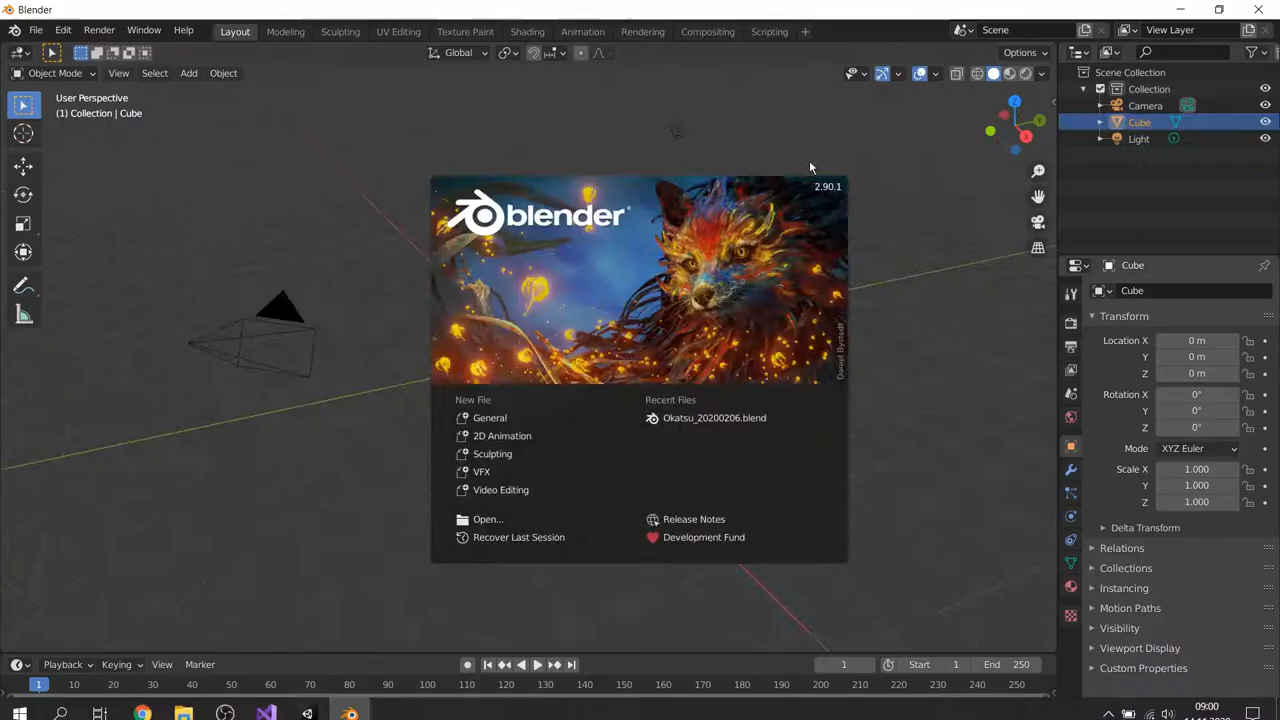 Blender
File Edit Render Window Help Layout Modeling Sculpting UV Editing Texture Paint Shading Animation Rendering Compositing Scripting + Scene View Layer
Global Options
Object Mode View Select Add Object
User Perspective
(1) Collection | Cube
Z
Y
X
Scene Collection
Collection
Camera
Cube
Light
2.90.1
blender
Daniel Bystedt
New File
General
2D Animation
Sculpting
VFX
Video Editing
Open...
Recover Last Session
Recent Files
Okatsu_20200206.blend
Release Notes
Development Fund
Cube
Cube
Transform
Location X 0 m
Y 0 m
Z 0 m
Rotation X 0°
Y 0°
Z 0°
Mode XYZ Euler
Scale X 1.000
Y 1.000
Z 1.000
Delta Transform
Relations
Collections
Instancing
Motion Paths
Visibility
Viewport Display
Custom Properties
Playback Keying View Marker 1 Start 1 End 250
1 10 20 30 40 50 60 70 80 90 100 110 120 130 140 150 160 170 180 190 200 210 220 230 240 250
09:00